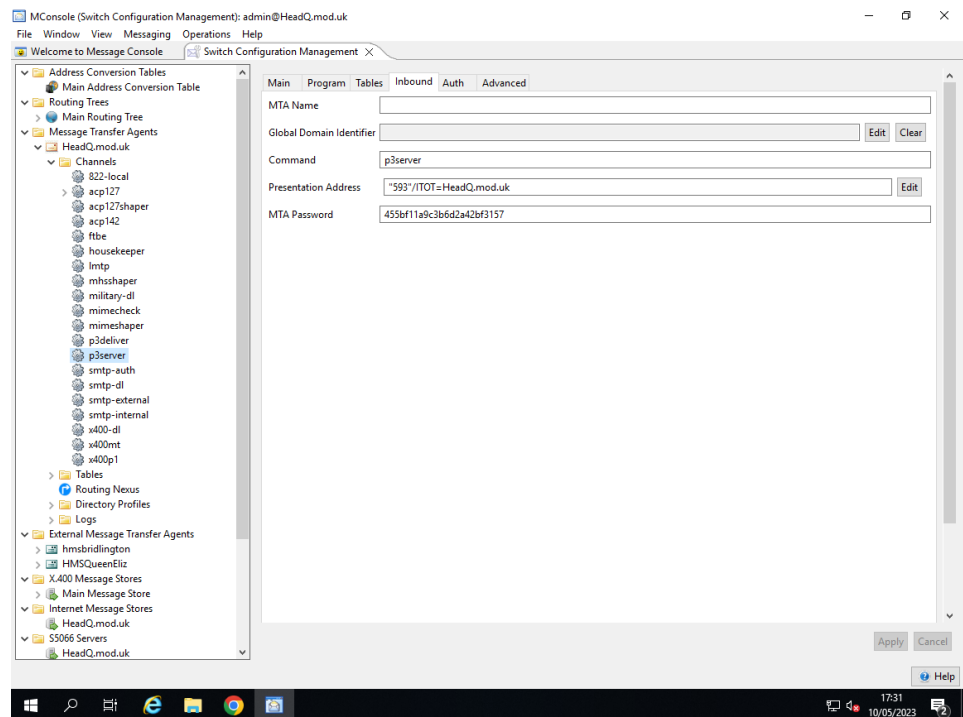 MConsole (Switch Configuration Management): admin@HeadQ.mod.uk
File Window View Messaging Operations Help
Welcome to Message Console Switch Configuration Management
Address Conversion Tables
Main Address Conversion Table
Routing Trees
Main Routing Tree
Message Transfer Agents
HeadQ.mod.uk
Channels
822-local
acp127
acp127shaper
acp142
ftbe
housekeeper
lmtp
mhsshaper
military-dl
mimecheck
mimeshaper
p3deliver
p3server
smtp-auth
smtp-dl
smtp-external
smtp-internal
x400-dl
x400mt
x400p1
Tables
Routing Nexus
Directory Profiles
Logs
External Message Transfer Agents
hmsbridlington
HMSQueenEliz
X.400 Message Stores
Main Message Store
Internet Message Stores
HeadQ.mod.uk
S5066 Servers
HeadQ.mod.uk
Main Program Tables Inbound Auth Advanced
MTA Name
Global Domain Identifier Edit Clear
Command p3server
Presentation Address "593"/ITOT=HeadQ.mod.uk Edit
MTA Password 455bf11a9c3b6d2a42bf3157
Apply Cancel
Help
17:31
10/05/2023
2